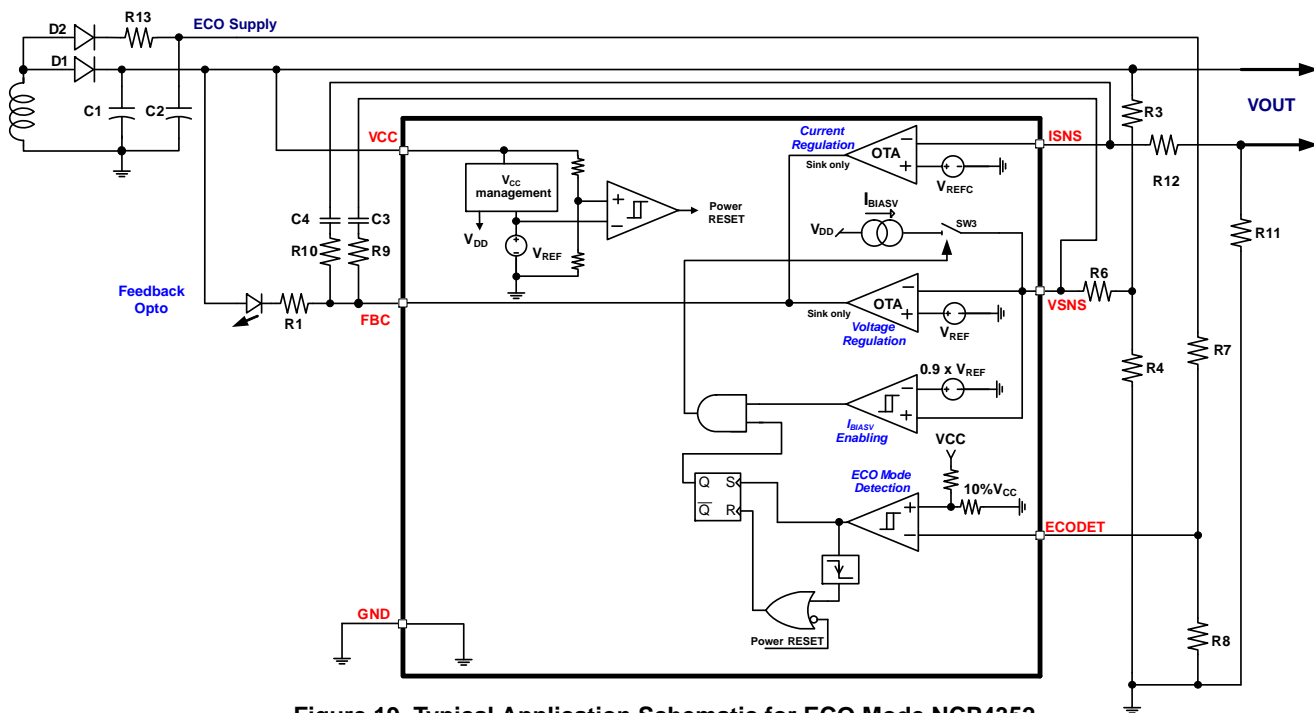 R13
ECO Supply
D2
D1
C1
C2
VOUT
R3
R12
R11
VCC
Current
Regulation
OTA
Sink only
ISNS
VREFC
VCC
management
VDD
VREF
Power
RESET
IBIASV
VDD
SW3
C4
C3
R10
R9
Feedback
Opto
R1
FBC
OTA
Sink only
Voltage
Regulation
VREF
VSNS
R6
R4
R7
0.9 x VREF
IBIASV
Enabling
VCC
ECO Mode
Detection
10%VCC
Q
S
Q
R
ECODET
GND
Power RESET
R8